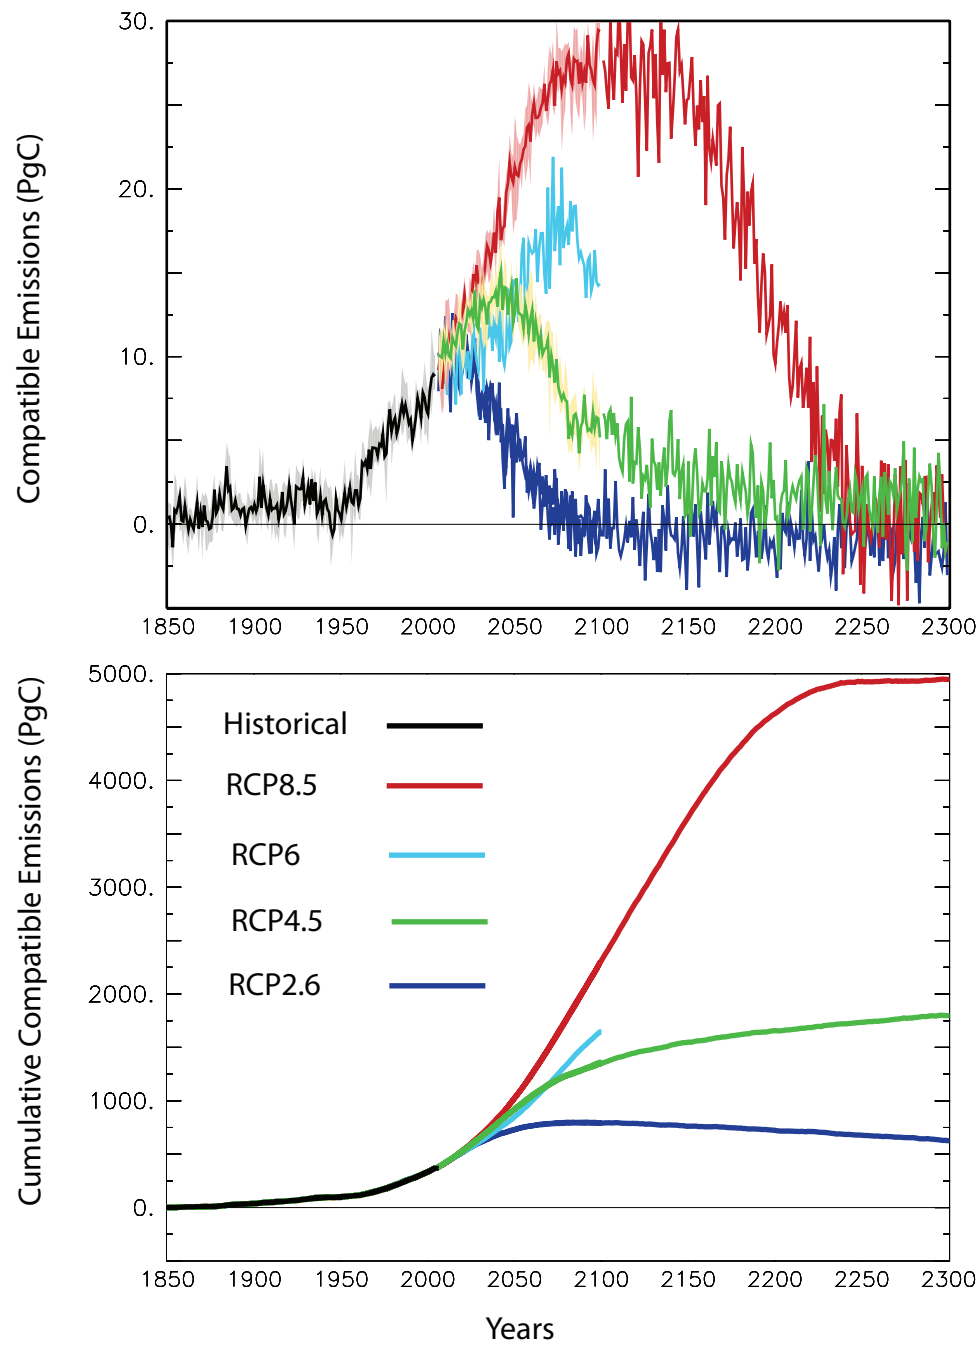 Compatible Emissions (PgC)
30.
20.
10.
0.
1850 1900 1950 2000 2050 2100 2150 2200 2250 2300
Cumulative Compatible Emissions (PgC)
5000.
4000.
3000.
2000.
1000.
0.
Historical
RCP8.5
RCP6
RCP4.5
RCP2.6
1850 1900 1950 2000 2050 2100 2150 2200 2250 2300
Years